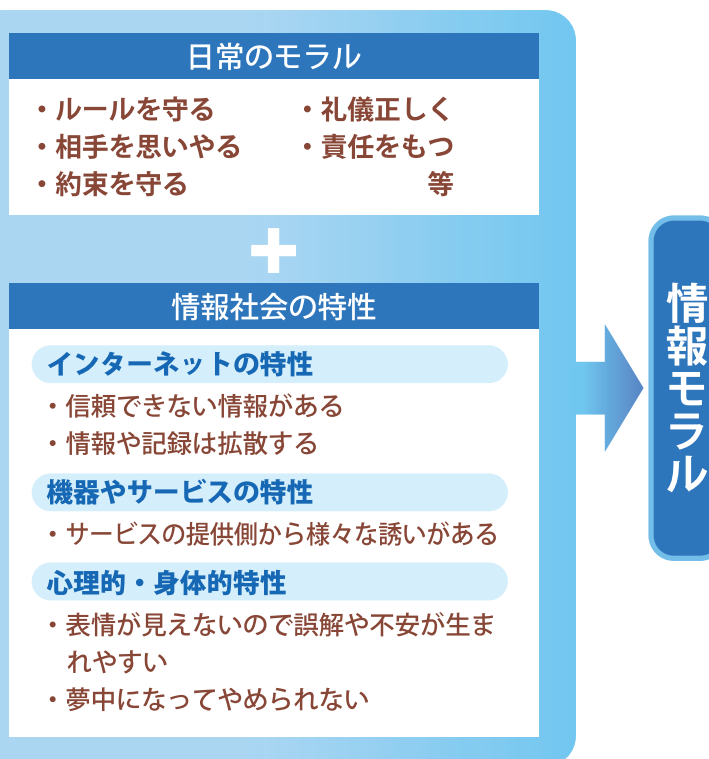 日常のモラル
・ルールを守る
・相手を思いやる
・約束を守る
・礼儀正しく
・責任をもつ
等
情報社会の特性
インターネットの特性
・信頼できない情報がある
・情報や記録は拡散する
機器やサービスの特性
・サービスの提供側から様々な誘いがある
心理的・身体的特性
・表情が見えないので誤解や不安が生ま
れやすい
・夢中になってやめられない
情報モラル